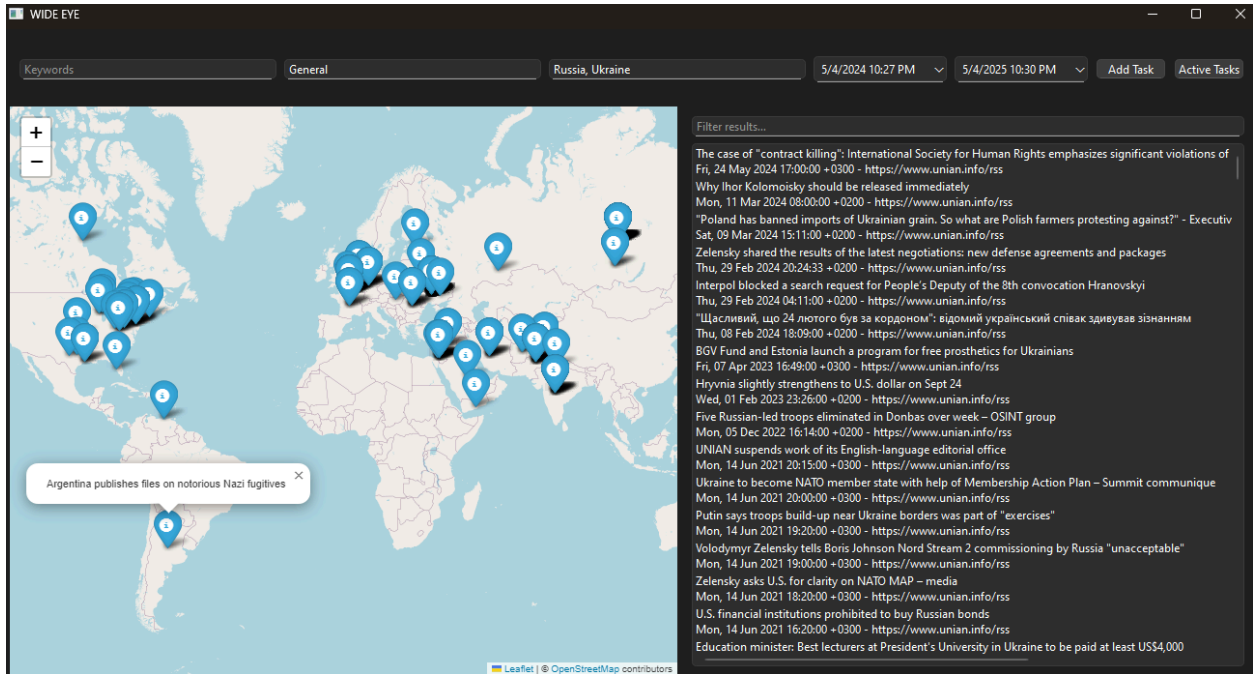 WIDE EYE
Keywords
General
Russia, Ukraine
5/4/2024 10:27 PM
5/4/2025 10:30 PM
Add Task
Active Tasks
+
−
Argentina publishes files on notorious Nazi fugitives
×
Leaflet | © OpenStreetMap contributors
Filter results...
The case of "contract killing": International Society for Human Rights emphasizes significant violations of
Fri, 24 May 2024 17:00:00 +0300 - https://www.unian.info/rss
Why Ihor Kolomoisky should be released immediately
Mon, 11 Mar 2024 08:00:00 +0200 - https://www.unian.info/rss
"Poland has banned imports of Ukrainian grain. So what are Polish farmers protesting against?" - Executiv
Sat, 09 Mar 2024 15:11:00 +0200 - https://www.unian.info/rss
Zelensky shared the results of the latest negotiations: new defense agreements and packages
Thu, 29 Feb 2024 20:24:33 +0200 - https://www.unian.info/rss
Interpol blocked a search request for People's Deputy of the 8th convocation Hranovskyi
Thu, 29 Feb 2024 04:11:00 +0200 - https://www.unian.info/rss
"Щасливий, що 24 лютого був за кордоном": відомий український співак здивував зізнанням
Thu, 08 Feb 2024 18:09:00 +0200 - https://www.unian.info/rss
BGV Fund and Estonia launch a program for free prosthetics for Ukrainians
Fri, 07 Apr 2023 16:49:00 +0300 - https://www.unian.info/rss
Hryvnia slightly strengthens to U.S. dollar on Sept 24
Wed, 01 Feb 2023 23:26:00 +0200 - https://www.unian.info/rss
Five Russian-led troops eliminated in Donbas over week – OSINT group
Mon, 05 Dec 2022 16:14:00 +0200 - https://www.unian.info/rss
UNIAN suspends work of its English-language editorial office
Mon, 14 Jun 2021 20:15:00 +0300 - https://www.unian.info/rss
Ukraine to become NATO member state with help of Membership Action Plan – Summit communique
Mon, 14 Jun 2021 20:00:00 +0300 - https://www.unian.info/rss
Putin says troops build-up near Ukraine borders was part of "exercises"
Mon, 14 Jun 2021 19:20:00 +0300 - https://www.unian.info/rss
Volodymyr Zelensky tells Boris Johnson Nord Stream 2 commissioning by Russia "unacceptable"
Mon, 14 Jun 2021 19:00:00 +0300 - https://www.unian.info/rss
Zelensky asks U.S. for clarity on NATO MAP – media
Mon, 14 Jun 2021 18:20:00 +0300 - https://www.unian.info/rss
U.S. financial institutions prohibited to buy Russian bonds
Mon, 14 Jun 2021 16:20:00 +0300 - https://www.unian.info/rss
Education minister: Best lecturers at President's University in Ukraine to be paid at least US$4,000